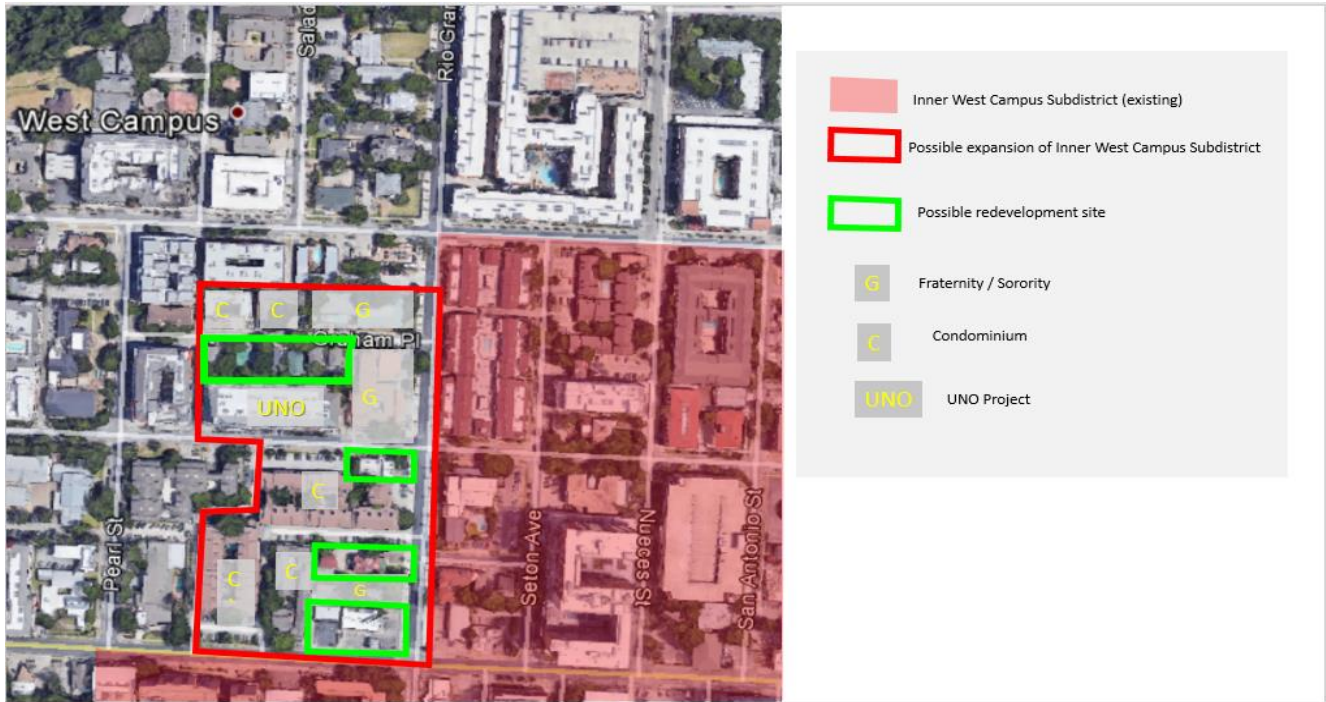 Salad
Rio Gran
West Campus
Inner West Campus Subdistrict (existing)
Possible expansion of Inner West Campus Subdistrict
Possible redevelopment site
G Fraternity / Sorority
C Condominium
UNO UNO Project
C C G
Graham Pl
G
UNO
C
Pearl St
Seton Ave
Nueces St
San Antonio St
C
C
G